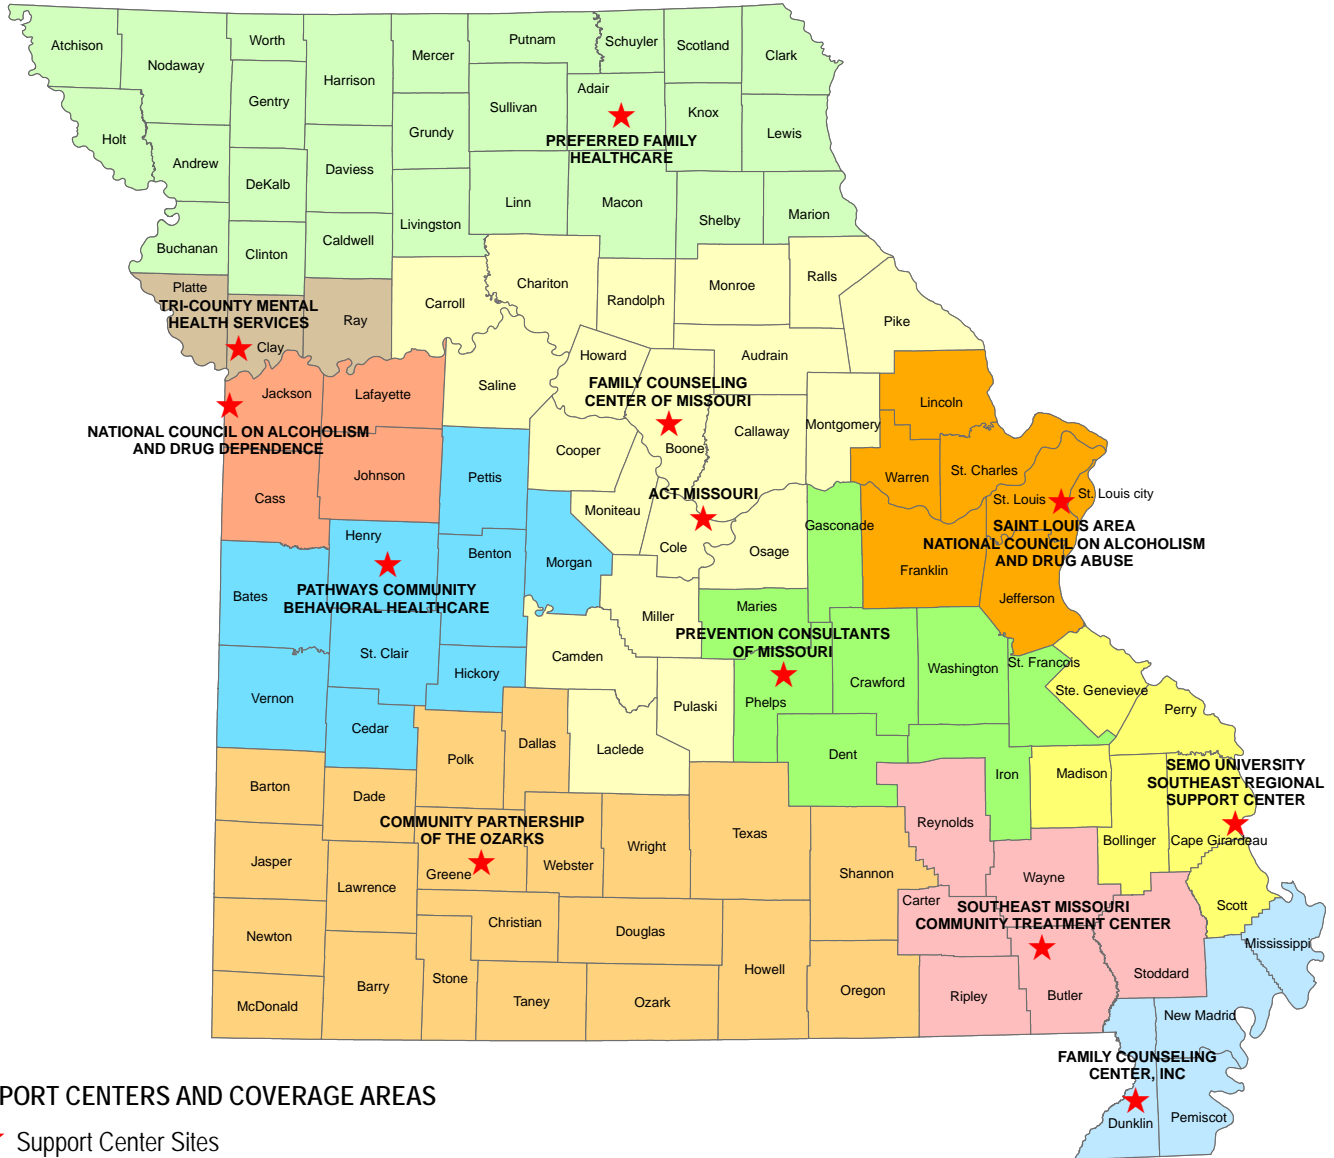 Atchison
Nodaway
Worth
Harrison
Mercer
Putnam
Schuyler
Scotland
Clark
Gentry
Sullivan
Adair
Knox
Holt
Grundy
Lewis
PREFERRED FAMILY
HEALTHCARE
Andrew
DeKalb
Daviess
Linn
Macon
Shelby
Marion
Livingston
Buchanan
Clinton
Caldwell
Platte
Chariton
Monroe
Ralls
TRI-COUNTY MENTAL
HEALTH SERVICES
Ray
Carroll
Randolph
Pike
Clay
Howard
Audrain
Jackson
Lafayette
Saline
FAMILY COUNSELING
CENTER OF MISSOURI
Lincoln
NATIONAL COUNCIL ON ALCOHOLISM
AND DRUG DEPENDENCE
Callaway
Montgomery
Cooper
Boone
Johnson
Pettis
Warren
St. Charles
Cass
ACT MISSOURI
St. Louis
St. Louis city
Moniteau
Gasconade
SAINT LOUIS AREA
NATIONAL COUNCIL ON ALCOHOLISM
AND DRUG ABUSE
Henry
Benton
Morgan
Cole
Osage
Franklin
PATHWAYS COMMUNITY
BEHAVIORAL HEALTHCARE
Bates
Miller
Maries
Jefferson
PREVENTION CONSULTANTS
OF MISSOURI
St. Clair
Camden
Hickory
Washington
St. Francois
Crawford
Ste. Genevieve
Vernon
Pulaski
Phelps
Perry
Cedar
Dallas
Laclede
Dent
Polk
Iron
Madison
SEMO UNIVERSITY
SOUTHEAST REGIONAL
SUPPORT CENTER
Barton
Dade
COMMUNITY PARTNERSHIP
OF THE OZARKS
Texas
Reynolds
Wright
Bollinger
Cape Girardeau
Jasper
Webster
Greene
Shannon
Wayne
Lawrence
Carter
SOUTHEAST MISSOURI
COMMUNITY TREATMENT CENTER
Scott
Christian
Douglas
Newton
Mississippi
Howell
Stoddard
Barry
Stone
Taney
Ozark
Oregon
Ripley
Butler
McDonald
New Madrid
FAMILY COUNSELING
CENTER, INC
Dunklin
Pemiscot
PORT CENTERS AND COVERAGE AREAS
Support Center Sites